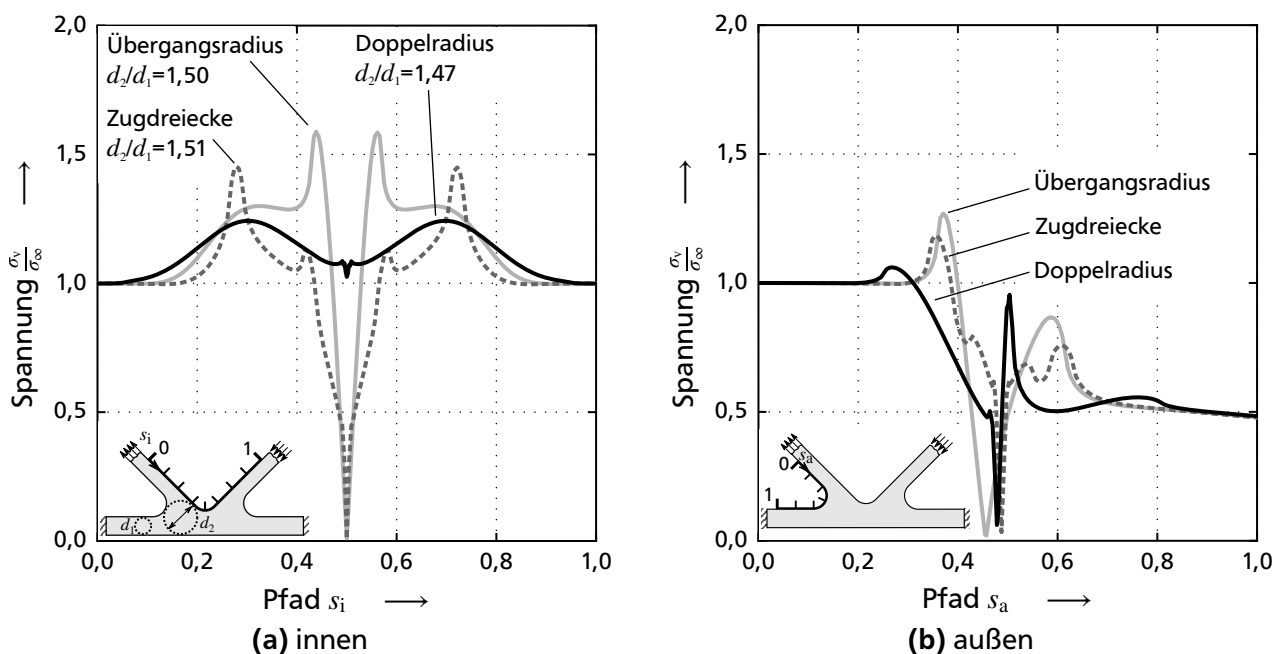 2,0
1,5
1,0
0,5
0,0
Spannung σᵥ/σ∞
Übergangsradius
d₂/d₁=1,50
Doppelradius
d₂/d₁=1,47
Zugdreiecke
d₂/d₁=1,51
sᵢ
0
1
d₁
d₂
0,0 0,2 0,4 0,6 0,8 1,0
Pfad sᵢ
(a) innen
2,0
1,5
1,0
0,5
0,0
Spannung σᵥ/σ∞
Übergangsradius
Zugdreiecke
Doppelradius
0
sₐ
1
0,0 0,2 0,4 0,6 0,8 1,0
Pfad sₐ
(b) außen